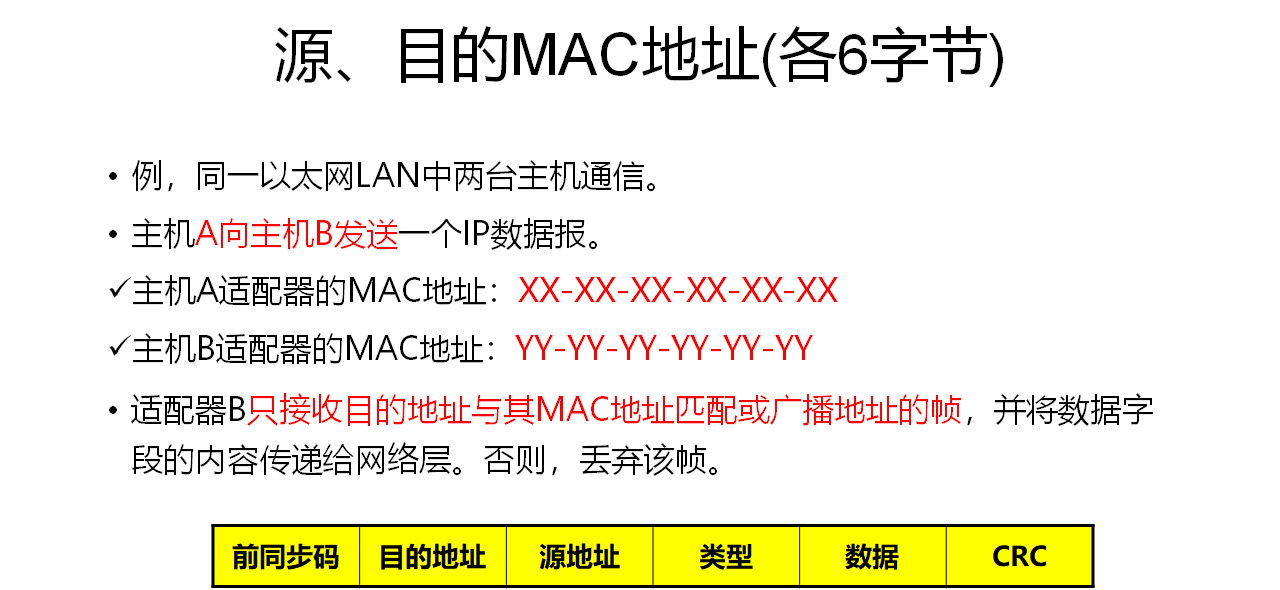 源、目的MAC地址(各6字节)
• 例，同一以太网LAN中两台主机通信。
• 主机A向主机B发送一个IP数据报。
✓主机A适配器的MAC地址：XX-XX-XX-XX-XX-XX
✓主机B适配器的MAC地址：YY-YY-YY-YY-YY-YY
• 适配器B只接收目的地址与其MAC地址匹配或广播地址的帧，并将数据字
段的内容传递给网络层。否则，丢弃该帧。
前同步码 目的地址 源地址 类型 数据 CRC